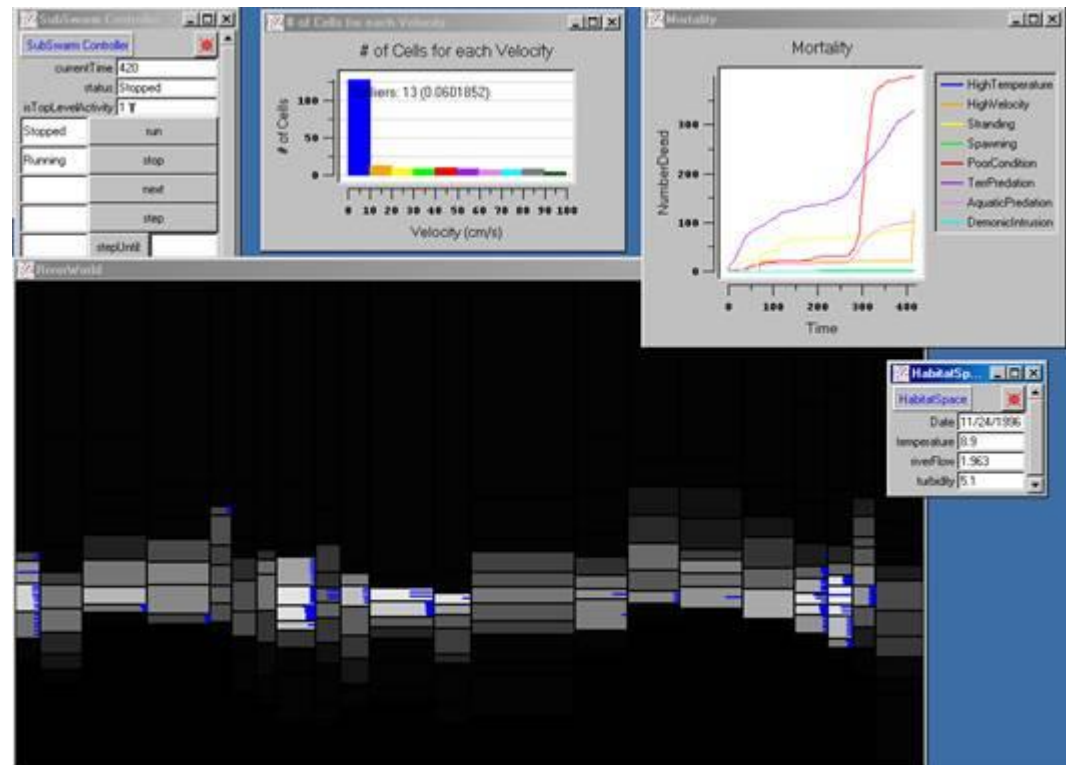 SubSwarm Controller
SubSwarm Controller
currentTime 420
status Stopped
isTopLevelActivity 1
Stopped run
Running stop
next
step
stepUntil
# of Cells for each Velocity
# of Cells for each Velocity
Outliers: 13 (0.0601852)
# of Cells
100
50
0
0 10 20 30 40 50 60 70 80 90 100
Velocity (cm/s)
Mortality
Mortality
NumberDead
300
200
100
0
0 100 200 300 400
Time
HighTemperature
HighVelocity
Stranding
Spawning
PoorCondition
TerrPredation
AquaticPredation
DemonicIntrusion
RiverWorld
HabitatSp...
HabitatSpace
Date 11/24/1996
temperature 8.9
riverFlow 1.963
turbidity 5.1